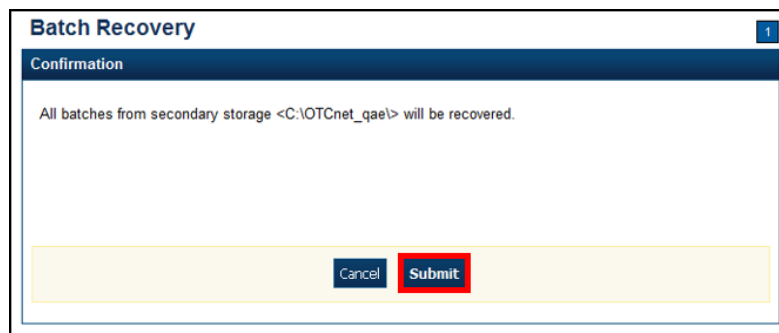 Batch Recovery
1
Confirmation
All batches from secondary storage <C:\OTCnet_qae\> will be recovered.
Cancel Submit